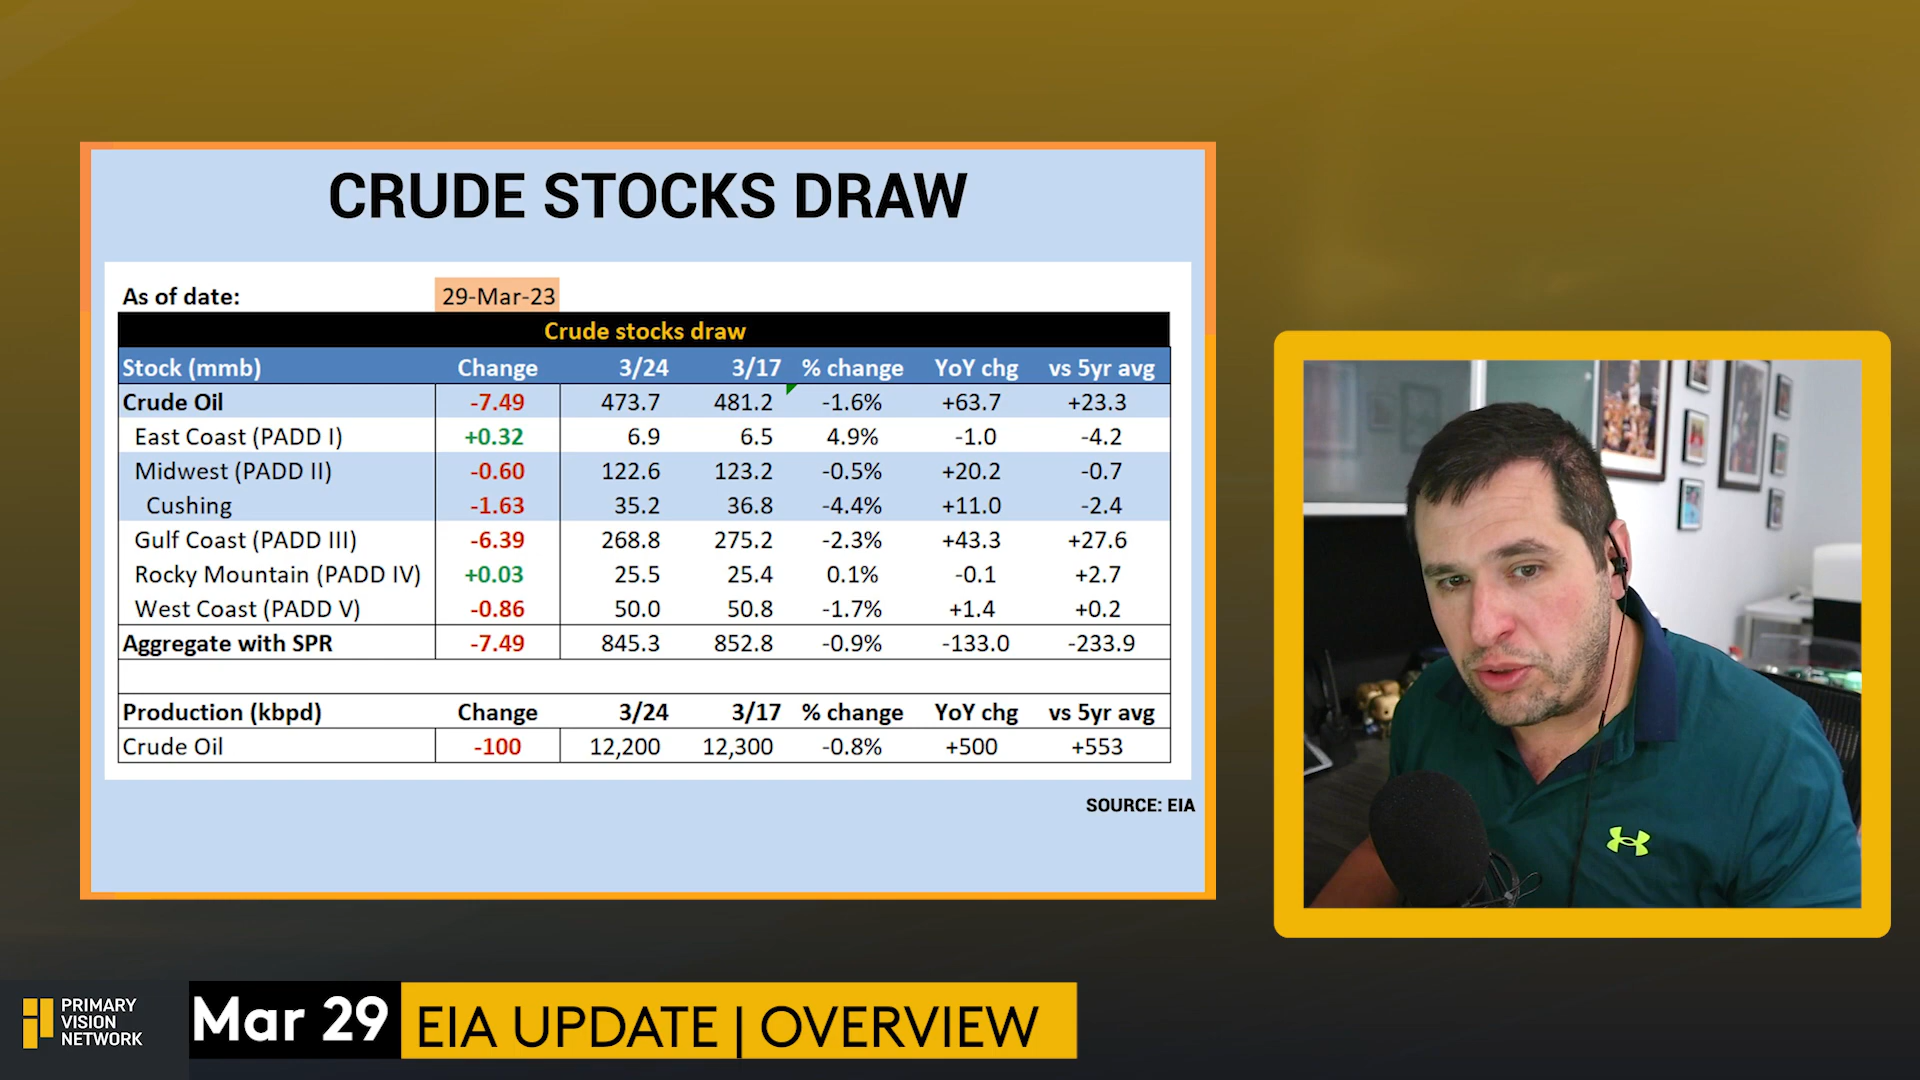 CRUDE STOCKS DRAW
As of date: 29-Mar-23
Crude stocks draw
Stock (mmb) Change 3/24 3/17 % change YoY chg vs 5yr avg
Crude Oil -7.49 473.7 481.2 -1.6% +63.7 +23.3
East Coast (PADD I) +0.32 6.9 6.5 4.9% -1.0 -4.2
Midwest (PADD II) -0.60 122.6 123.2 -0.5% +20.2 -0.7
Cushing -1.63 35.2 36.8 -4.4% +11.0 -2.4
Gulf Coast (PADD III) -6.39 268.8 275.2 -2.3% +43.3 +27.6
Rocky Mountain (PADD IV) +0.03 25.5 25.4 0.1% -0.1 +2.7
West Coast (PADD V) -0.86 50.0 50.8 -1.7% +1.4 +0.2
Aggregate with SPR -7.49 845.3 852.8 -0.9% -133.0 -233.9
Production (kbpd) Change 3/24 3/17 % change YoY chg vs 5yr avg
Crude Oil -100 12,200 12,300 -0.8% +500 +553
SOURCE: EIA
PRIMARY
VISION
NETWORK
Mar 29
EIA UPDATE | OVERVIEW